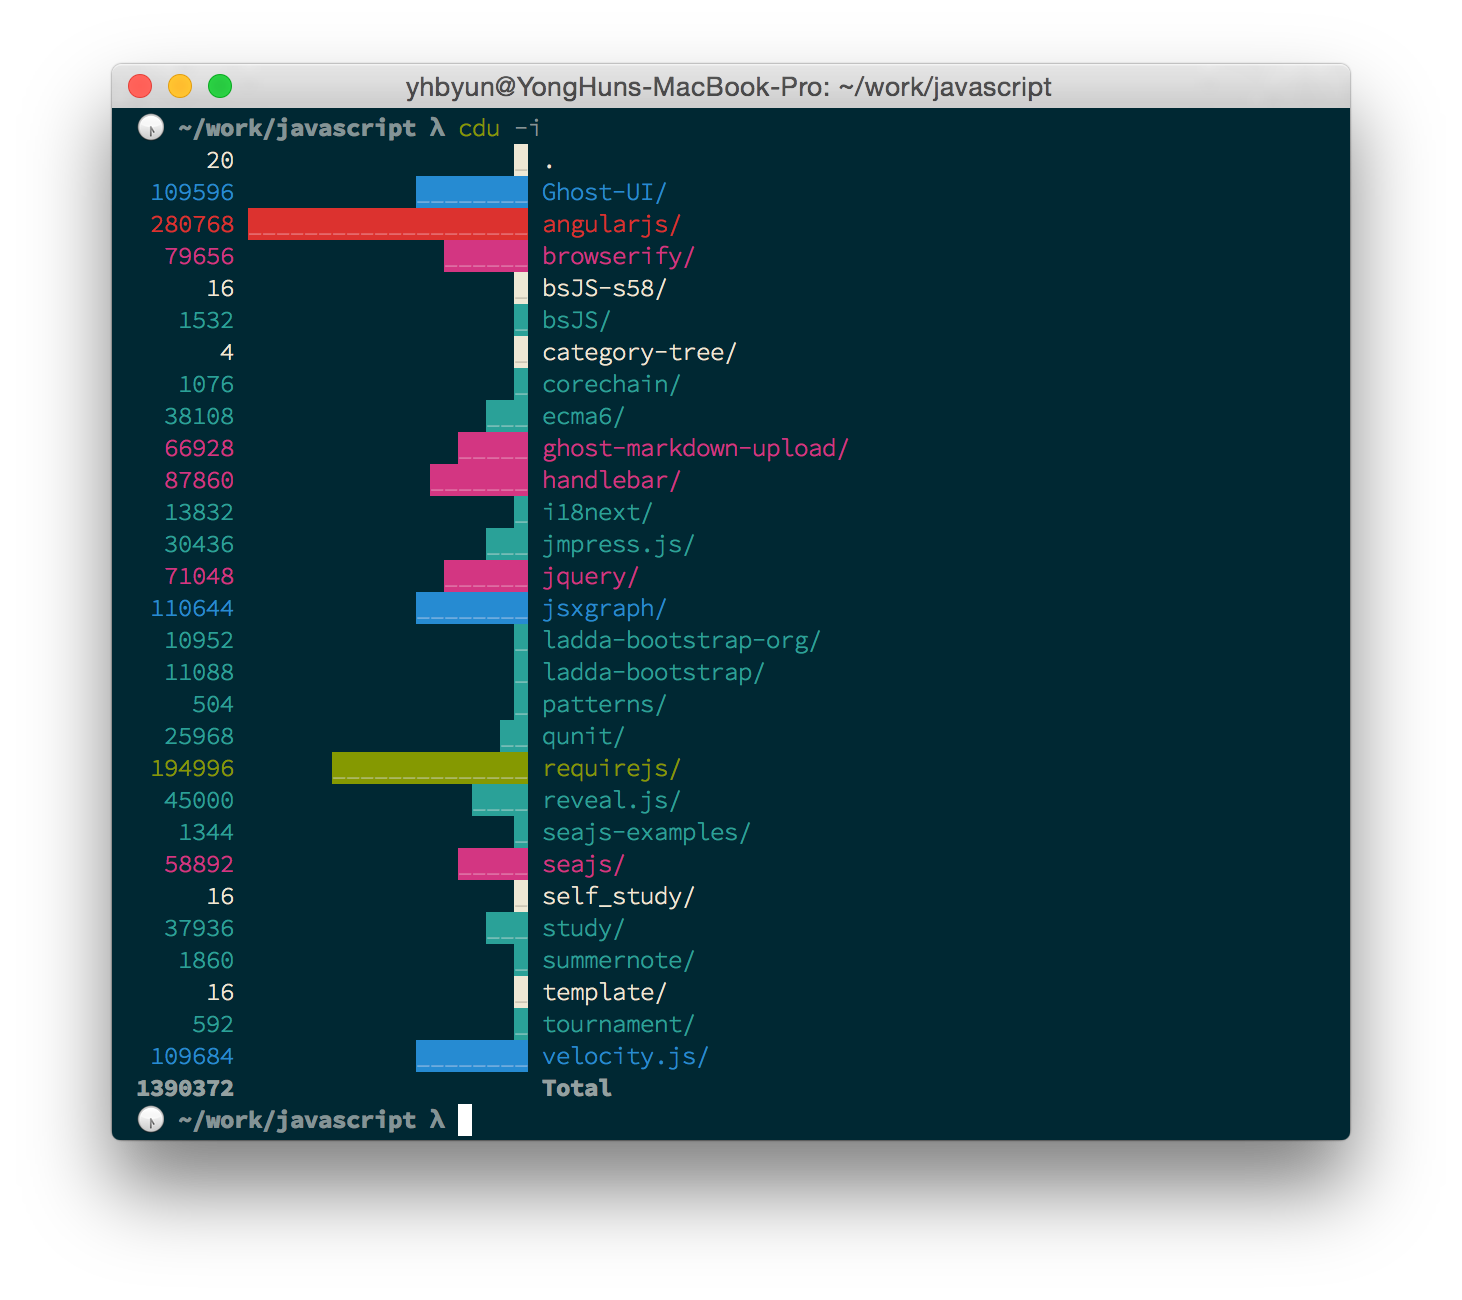 yhbyun@YongHuns-MacBook-Pro: ~/work/javascript
~/work/javascript λ cdu -i
20 .
109596 Ghost-UI/
280768 angularjs/
79656 browserify/
16 bsJS-s58/
1532 bsJS/
4 category-tree/
1076 corechain/
38108 ecma6/
66928 ghost-markdown-upload/
87860 handlebar/
13832 i18next/
30436 jmpress.js/
71048 jquery/
110644 jsxgraph/
10952 ladda-bootstrap-org/
11088 ladda-bootstrap/
504 patterns/
25968 qunit/
194996 requirejs/
45000 reveal.js/
1344 seajs-examples/
58892 seajs/
16 self_study/
37936 study/
1860 summernote/
16 template/
592 tournament/
109684 velocity.js/
1390372 Total
~/work/javascript λ